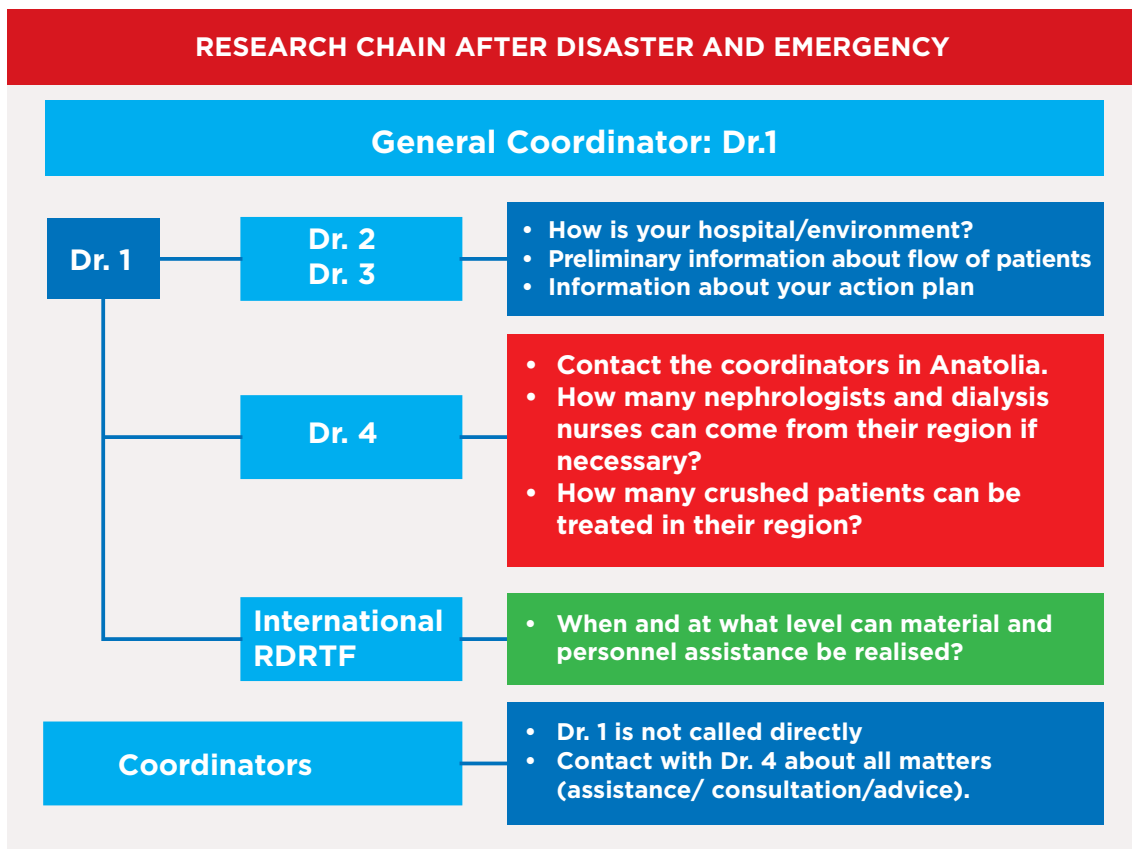 RESEARCH CHAIN AFTER DISASTER AND EMERGENCY
General Coordinator: Dr.1
Dr. 1
Dr. 2
Dr. 3
• How is your hospital/environment?
• Preliminary information about flow of patients
• Information about your action plan
Dr. 4
• Contact the coordinators in Anatolia.
• How many nephrologists and dialysis
nurses can come from their region if
necessary?
• How many crushed patients can be
treated in their region?
International
RDRTF
• When and at what level can material and
personnel assistance be realised?
Coordinators
• Dr. 1 is not called directly
• Contact with Dr. 4 about all matters
(assistance/ consultation/advice).